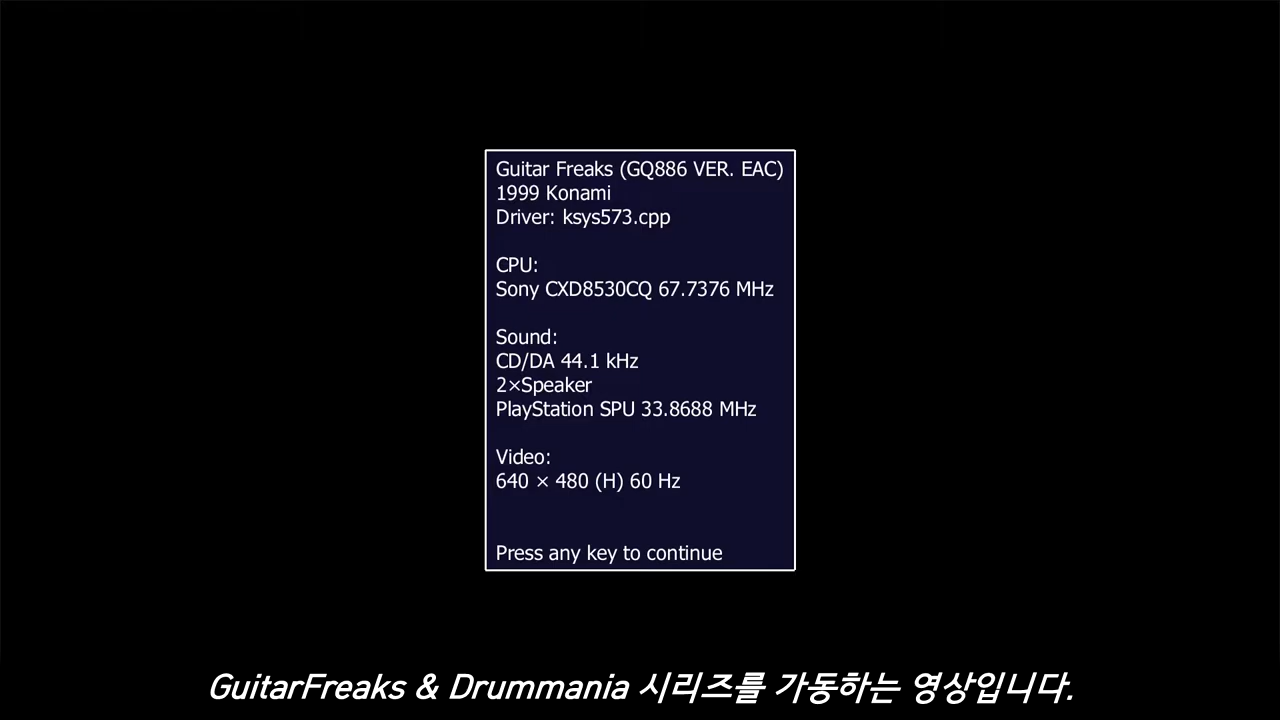 Guitar Freaks (GQ886 VER. EAC)
1999 Konami
Driver: ksys573.cpp
CPU:
Sony CXD8530CQ 67.7376 MHz
Sound:
CD/DA 44.1 kHz
2×Speaker
PlayStation SPU 33.8688 MHz
Video:
640 × 480 (H) 60 Hz
Press any key to continue
GuitarFreaks & Drummania 시리즈를 가동하는 영상입니다.